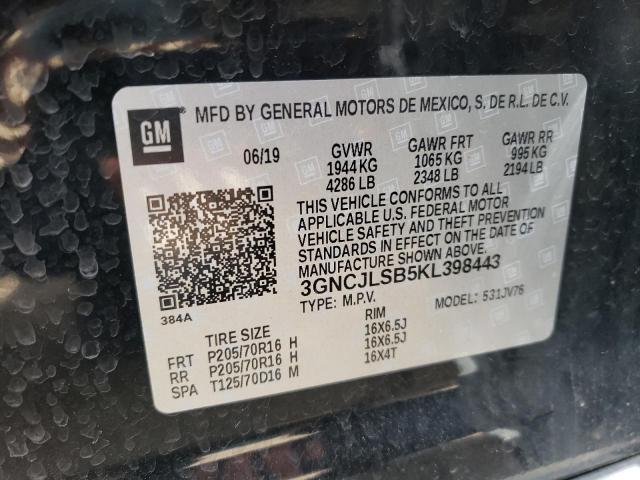 GM
MFD BY GENERAL MOTORS DE MEXICO, S. DE R.L. DE C.V.
06/19 GVWR GAWR FRT GAWR RR
1944 KG 1065 KG 995 KG
4286 LB 2348 LB 2194 LB
THIS VEHICLE CONFORMS TO ALL
APPLICABLE U.S. FEDERAL MOTOR
VEHICLE SAFETY AND THEFT PREVENTION
STANDARDS IN EFFECT ON THE DATE OF
MANUFACTURE SHOWN ABOVE.
3GNCJLSB5KL398443
384A TYPE: M.P.V. MODEL: 531JV76
TIRE SIZE RIM
FRT P205/70R16 H 16X6.5J
RR P205/70R16 H 16X6.5J
SPA T125/70D16 M 16X4T